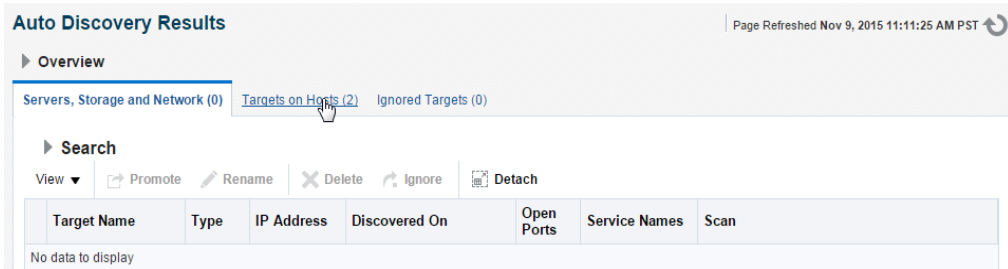 Auto Discovery Results
Page Refreshed Nov 9, 2015 11:11:25 AM PST
Overview
Servers, Storage and Network (0) Targets on Hosts (2) Ignored Targets (0)
Search
View Promote Rename Delete Ignore Detach
Target Name Type IP Address Discovered On Open Ports Service Names Scan
No data to display